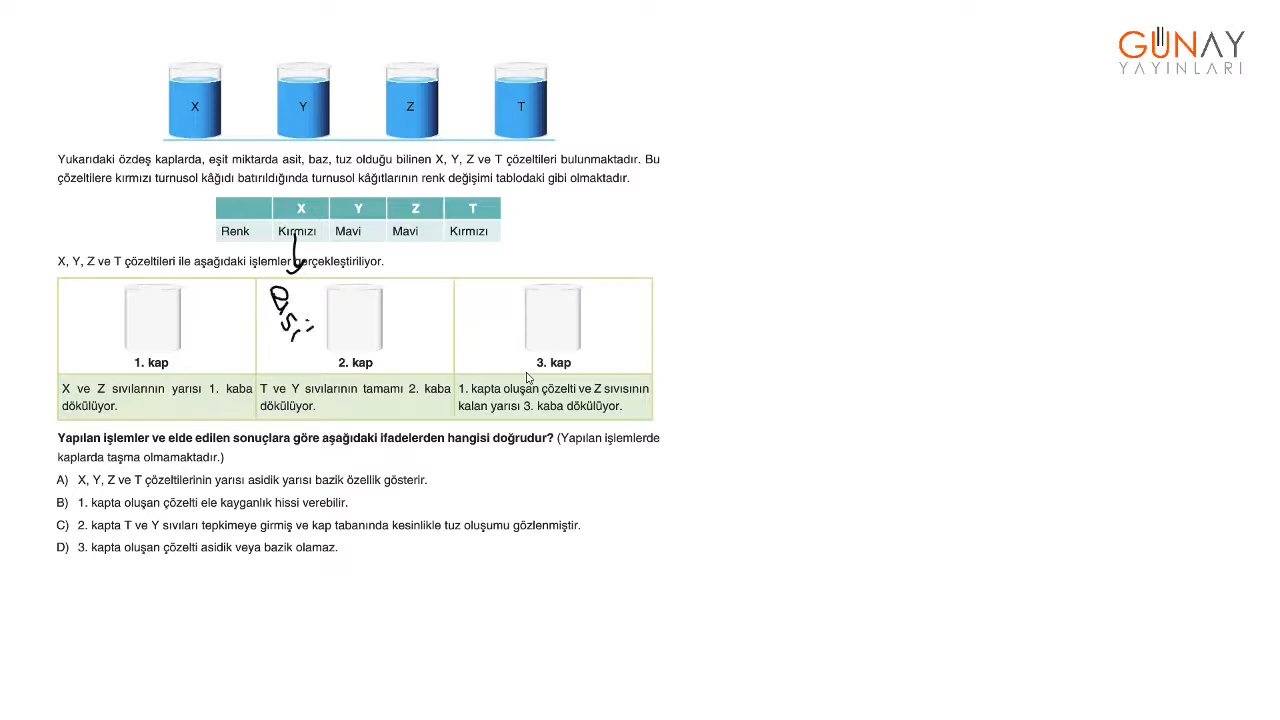 GÜNAY
YAYINLARI
X Y Z T
Yukarıdaki özdeş kaplarda, eşit miktarda asit, baz, tuz olduğu bilinen X, Y, Z ve T çözeltileri bulunmaktadır. Bu
çözeltilere kırmızı turnusol kâğıdı batırıldığında turnusol kâğıtlarının renk değişimi tablodaki gibi olmaktadır.
X Y Z T
Renk Kırmızı Mavi Mavi Kırmızı
X, Y, Z ve T çözeltileri ile aşağıdaki işlemler gerçekleştiriliyor.
asi
1. kap 2. kap 3. kap
X ve Z sıvılarının yarısı 1. kaba
dökülüyor.
T ve Y sıvılarının tamamı 2. kaba
dökülüyor.
1. kapta oluşan çözelti ve Z sıvısının
kalan yarısı 3. kaba dökülüyor.
Yapılan işlemler ve elde edilen sonuçlara göre aşağıdaki ifadelerden hangisi doğrudur? (Yapılan işlemlerde
kaplarda taşma olmamaktadır.)
A) X, Y, Z ve T çözeltilerinin yarısı asidik yarısı bazik özellik gösterir.
B) 1. kapta oluşan çözelti ele kayganlık hissi verebilir.
C) 2. kapta T ve Y sıvıları tepkimeye girmiş ve kap tabanında kesinlikle tuz oluşumu gözlenmiştir.
D) 3. kapta oluşan çözelti asidik veya bazik olamaz.